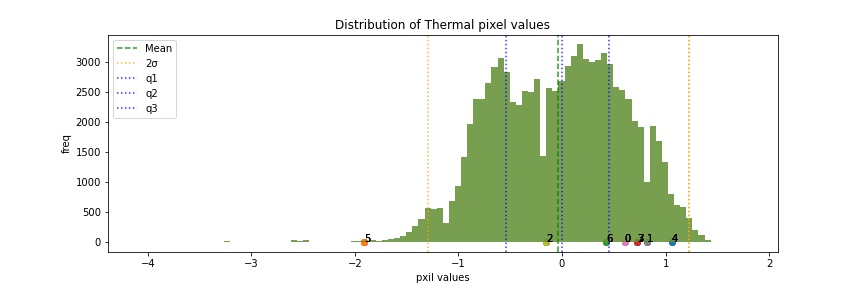 Distribution of Thermal pixel values
Mean
2σ
q1
q2
q3
freq
3000
2500
2000
1500
1000
500
0
5 2 6 0 3 1 4
−4 −3 −2 −1 0 1 2
pxil values